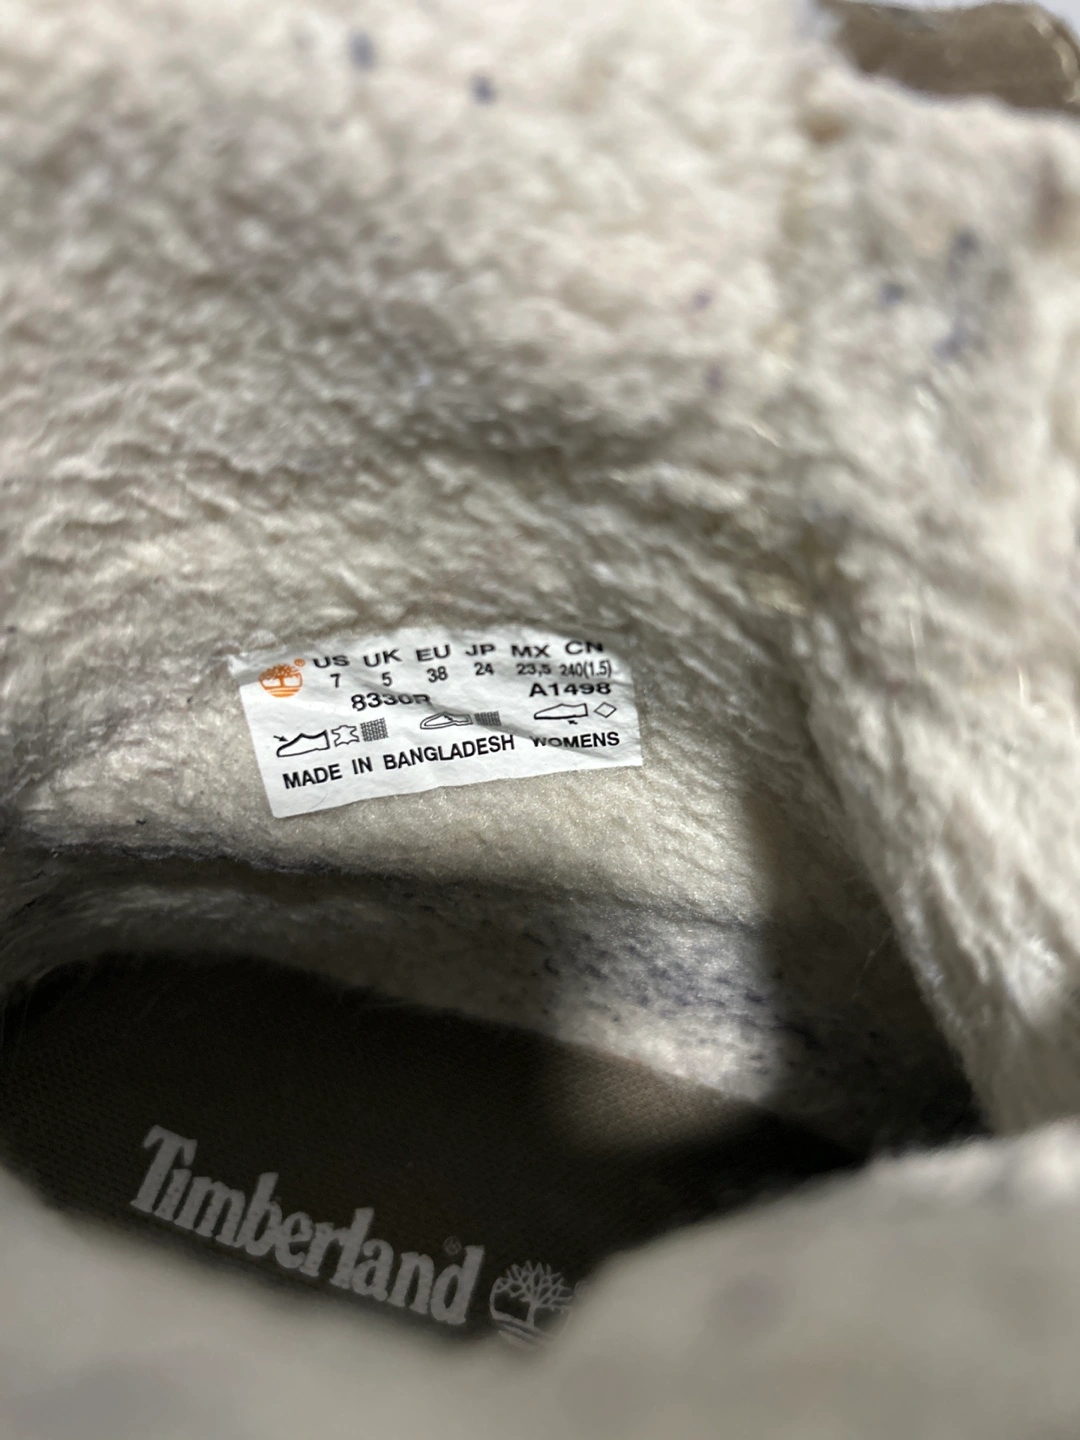 US UK EU JP MX CN
7 5 38 24 23,5 240(1.5)
8330R A1498
MADE IN BANGLADESH WOMENS
Timberland®